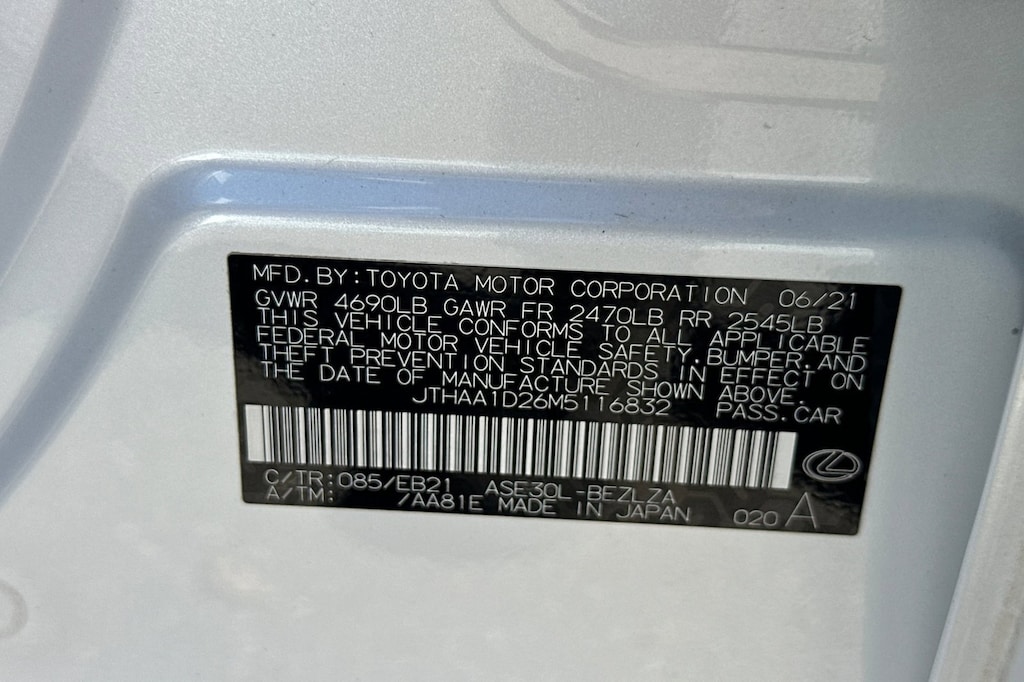 MFD. BY: TOYOTA MOTOR CORPORATION 06/21
GVWR 4690LB GAWR FR 2470LB RR 2545LB
THIS VEHICLE CONFORMS TO ALL APPLICABLE
FEDERAL MOTOR VEHICLE SAFETY, BUMPER, AND
THEFT PREVENTION STANDARDS IN EFFECT ON
THE DATE OF MANUFACTURE SHOWN ABOVE.
JTHAA1D26M5116832 PASS. CAR
C/TR: 085/EB21 ASE30L-BEZLZA
A/TM: /AA81E MADE IN JAPAN 020 A